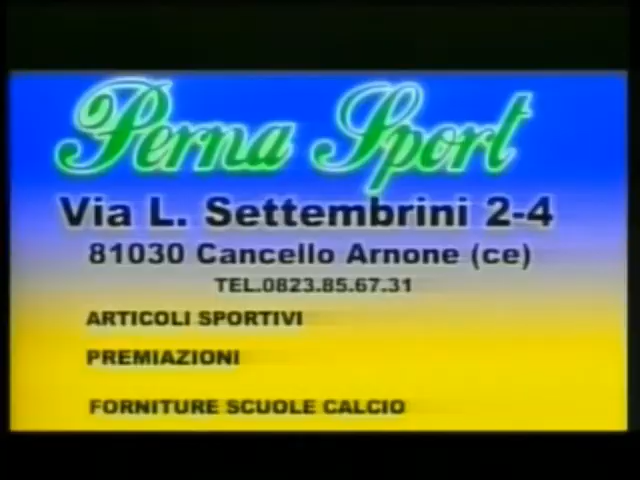 Perna Sport
Via L. Settembrini 2-4
81030 Cancello Arnone (ce)
TEL.0823.85.67.31
ARTICOLI SPORTIVI
PREMIAZIONI
FORNITURE SCUOLE CALCIO